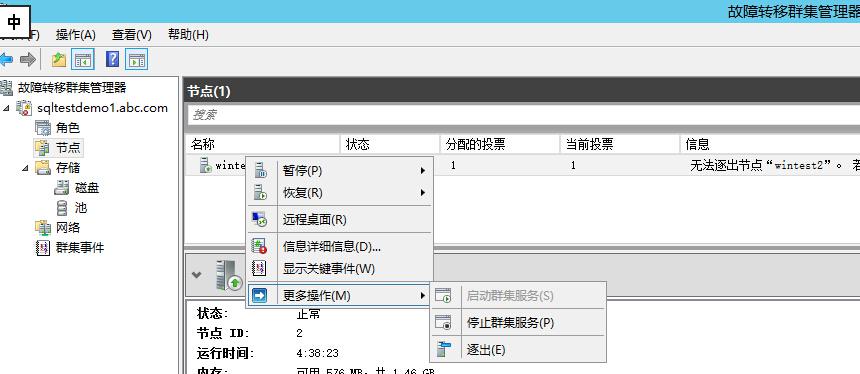 故障转移群集管理器
中
操作(A) 查看(V) 帮助(H)
故障转移群集管理器
sqltestdemo1.abc.com
角色
节点
存储
磁盘
池
网络
群集事件
节点(1)
搜索
名称 状态 分配的投票 当前投票 信息
winte 1 1 无法逐出节点“wintest2”。 若
暂停(P)
恢复(R)
远程桌面(R)
信息详细信息(D)...
显示关键事件(W)
更多操作(M)
启动群集服务(S)
停止群集服务(P)
逐出(E)
状态: 正常
节点 ID: 2
运行时间: 4:38:23
内存: 可用 576 MB; 共 1.46 GB